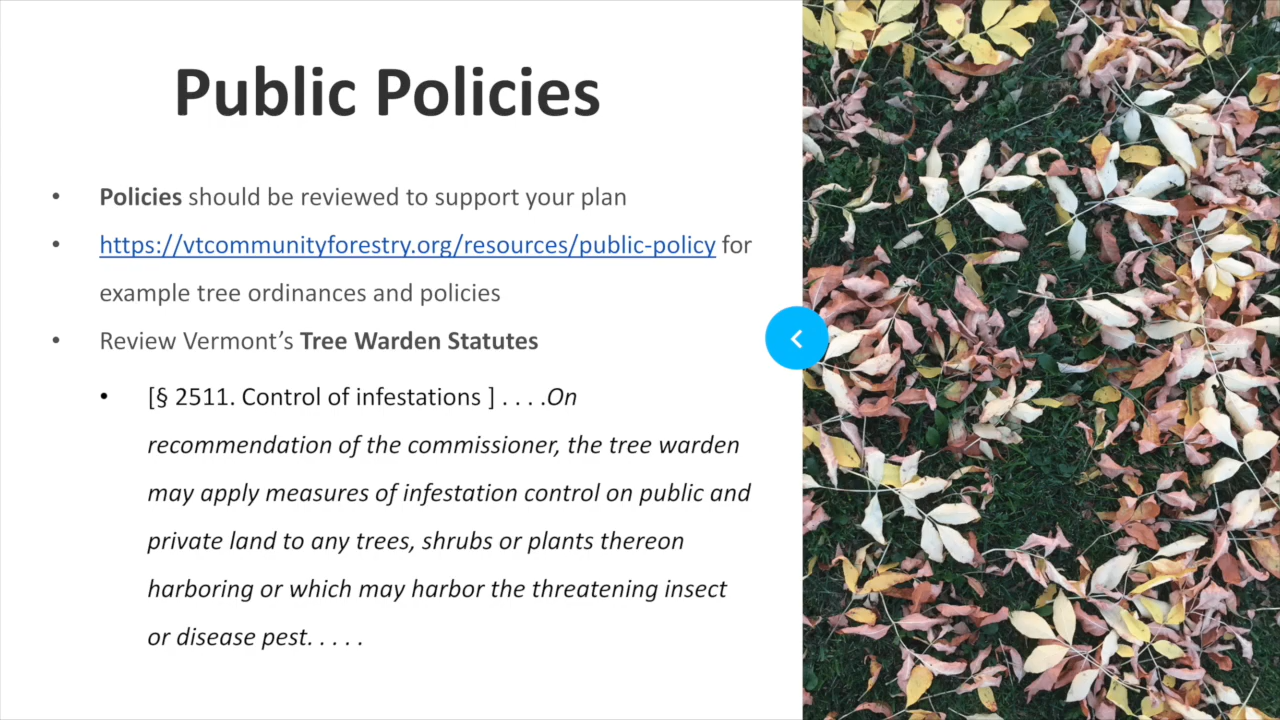 Public Policies
• Policies should be reviewed to support your plan
• https://vtcommunityforestry.org/resources/public-policy for
example tree ordinances and policies
• Review Vermont’s Tree Warden Statutes
• [§ 2511. Control of infestations ] . . . .On
recommendation of the commissioner, the tree warden
may apply measures of infestation control on public and
private land to any trees, shrubs or plants thereon
harboring or which may harbor the threatening insect
or disease pest. . . . .